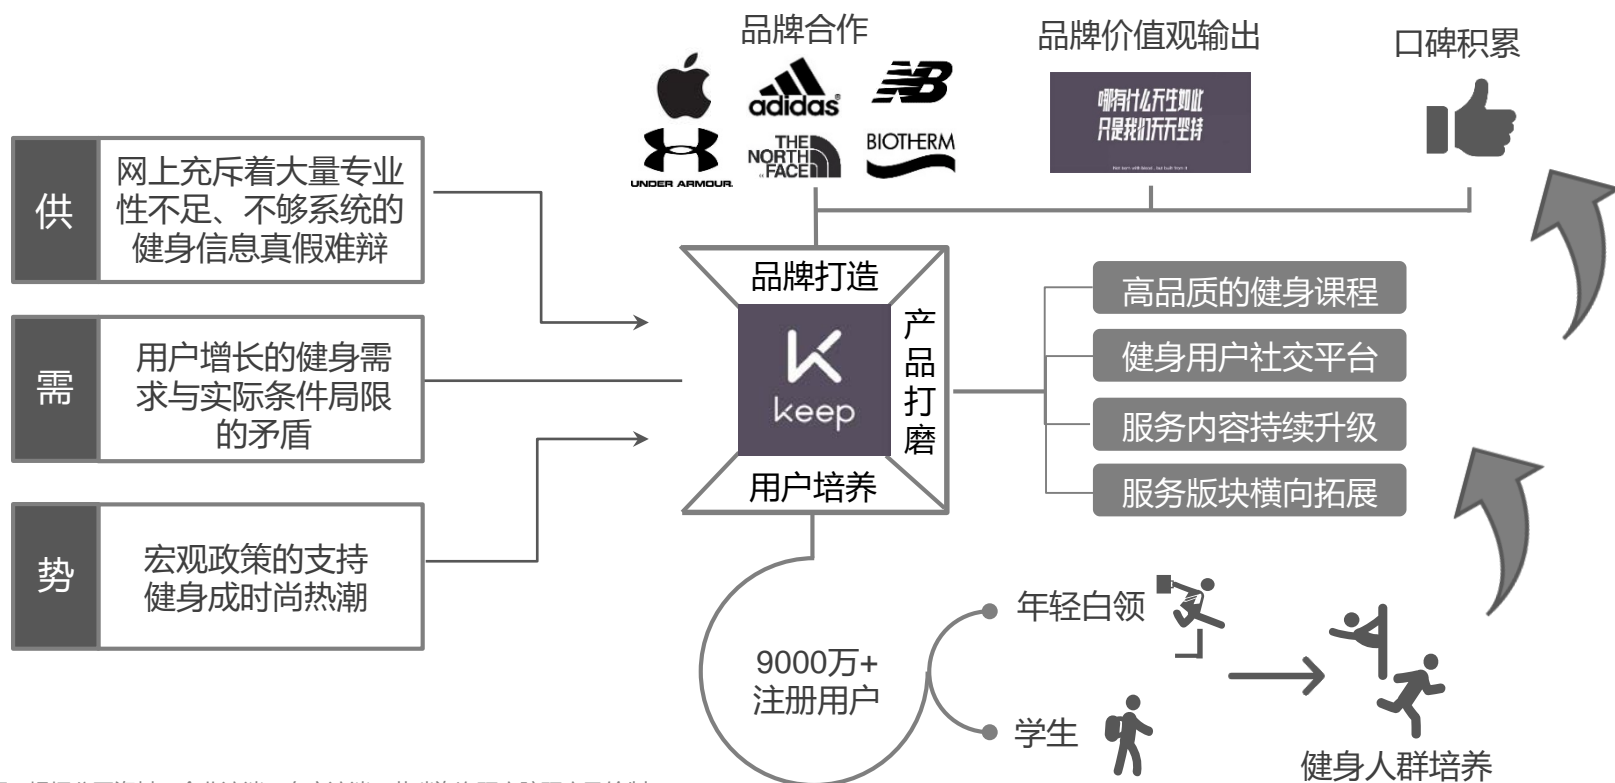 品牌合作
品牌价值观输出
口碑积累
adidas
NB
UNDER ARMOUR
THE
NORTH
FACE
BIOTHERM
哪有什么天生如此
只是我们天天坚持
供
网上充斥着大量专业
性不足、不够系统的
健身信息真假难辩
需
用户增长的健身需
求与实际条件局限
的矛盾
势
宏观政策的支持
健身成时尚热潮
品牌打造
keep
产品打磨
用户培养
高品质的健身课程
健身用户社交平台
服务内容持续升级
服务版块横向拓展
9000万+
注册用户
年轻白领
学生
健身人群培养